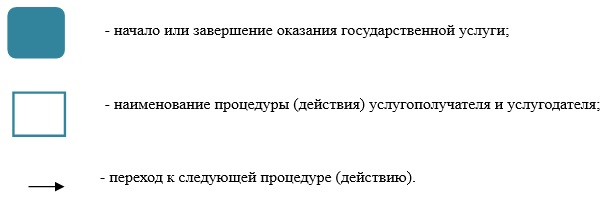 - начало или завершение оказания государственной услуги;
- наименование процедуры (действия) услугополучателя и услугодателя;
- переход к следующей процедуре (действию).